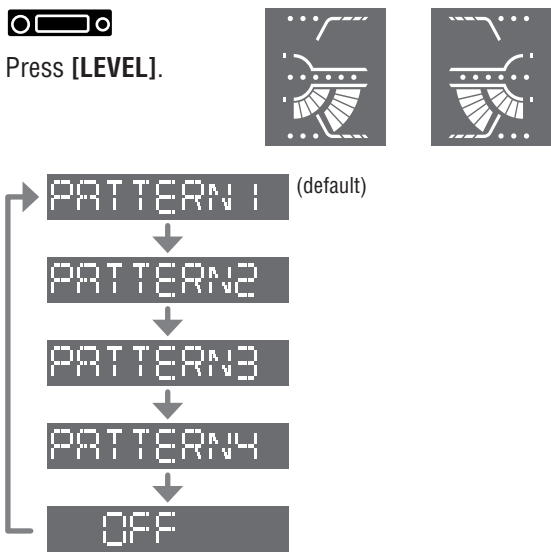 Press [LEVEL].
PATTERN1 (default)
PATTERN2
PATTERN3
PATTERN4
OFF